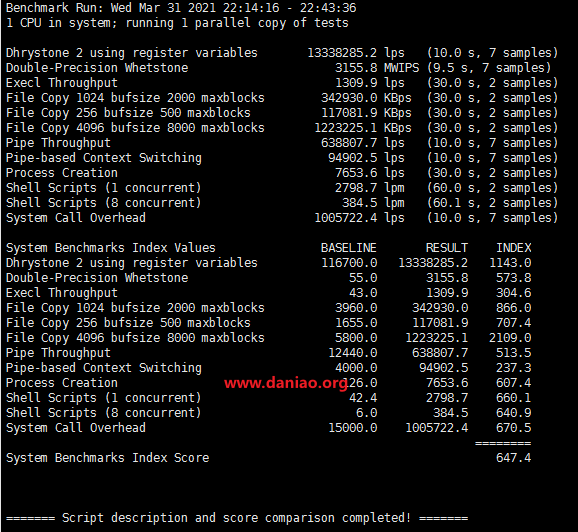 Benchmark Run: Wed Mar 31 2021 22:14:16 - 22:43:36
1 CPU in system; running 1 parallel copy of tests
Dhrystone 2 using register variables 13338285.2 lps (10.0 s, 7 samples)
Double-Precision Whetstone 3155.8 MWIPS (9.5 s, 7 samples)
Execl Throughput 1309.9 lps (30.0 s, 2 samples)
File Copy 1024 bufsize 2000 maxblocks 342930.0 KBps (30.0 s, 2 samples)
File Copy 256 bufsize 500 maxblocks 117081.9 KBps (30.0 s, 2 samples)
File Copy 4096 bufsize 8000 maxblocks 1223225.1 KBps (30.0 s, 2 samples)
Pipe Throughput 638807.7 lps (10.0 s, 7 samples)
Pipe-based Context Switching 94902.5 lps (10.0 s, 7 samples)
Process Creation 7653.6 lps (30.0 s, 2 samples)
Shell Scripts (1 concurrent) 2798.7 lpm (60.0 s, 2 samples)
Shell Scripts (8 concurrent) 384.5 lpm (60.1 s, 2 samples)
System Call Overhead 1005722.4 lps (10.0 s, 7 samples)
System Benchmarks Index Values BASELINE RESULT INDEX
Dhrystone 2 using register variables 116700.0 13338285.2 1143.0
Double-Precision Whetstone 55.0 3155.8 573.8
Execl Throughput 43.0 1309.9 304.6
File Copy 1024 bufsize 2000 maxblocks 3960.0 342930.0 866.0
File Copy 256 bufsize 500 maxblocks 1655.0 117081.9 707.4
File Copy 4096 bufsize 8000 maxblocks 5800.0 1223225.1 2109.0
Pipe Throughput 12440.0 638807.7 513.5
Pipe-based Context Switching 4000.0 94902.5 237.3
Process Creation www.daniao.org 126.0 7653.6 607.4
Shell Scripts (1 concurrent) 42.4 2798.7 660.1
Shell Scripts (8 concurrent) 6.0 384.5 640.9
System Call Overhead 15000.0 1005722.4 670.5
========
System Benchmarks Index Score 647.4
======= Script description and score comparison completed! =======